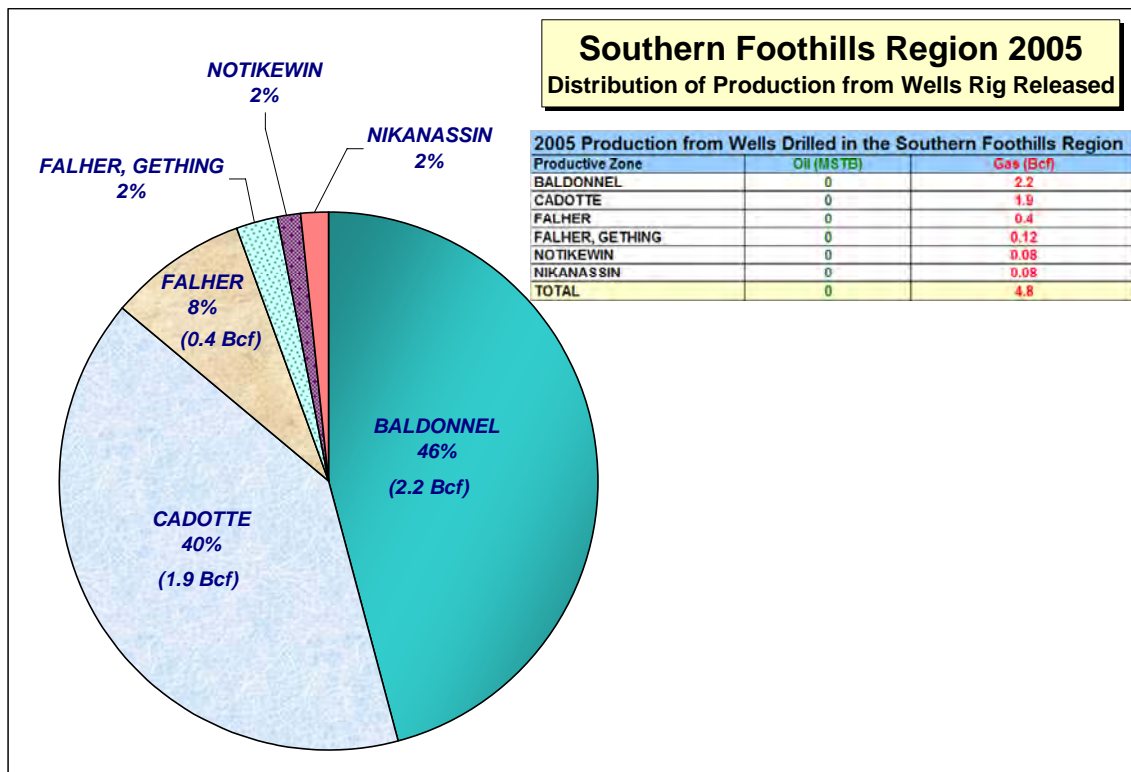 Southern Foothills Region 2005
Distribution of Production from Wells Rig Released
NOTIKEWIN
2%
NIKANASSIN
2%
FALHER, GETHING
2%
FALHER
8%
(0.4 Bcf)
BALDONNEL
46%
(2.2 Bcf)
CADOTTE
40%
(1.9 Bcf)
2005 Production from Wells Drilled in the Southern Foothills Region
Productive Zone Oil (MSTB) Gas (Bcf)
BALDONNEL 0 2.2
CADOTTE 0 1.9
FALHER 0 0.4
FALHER, GETHING 0 0.12
NOTIKEWIN 0 0.08
NIKANASSIN 0 0.08
TOTAL 0 4.8